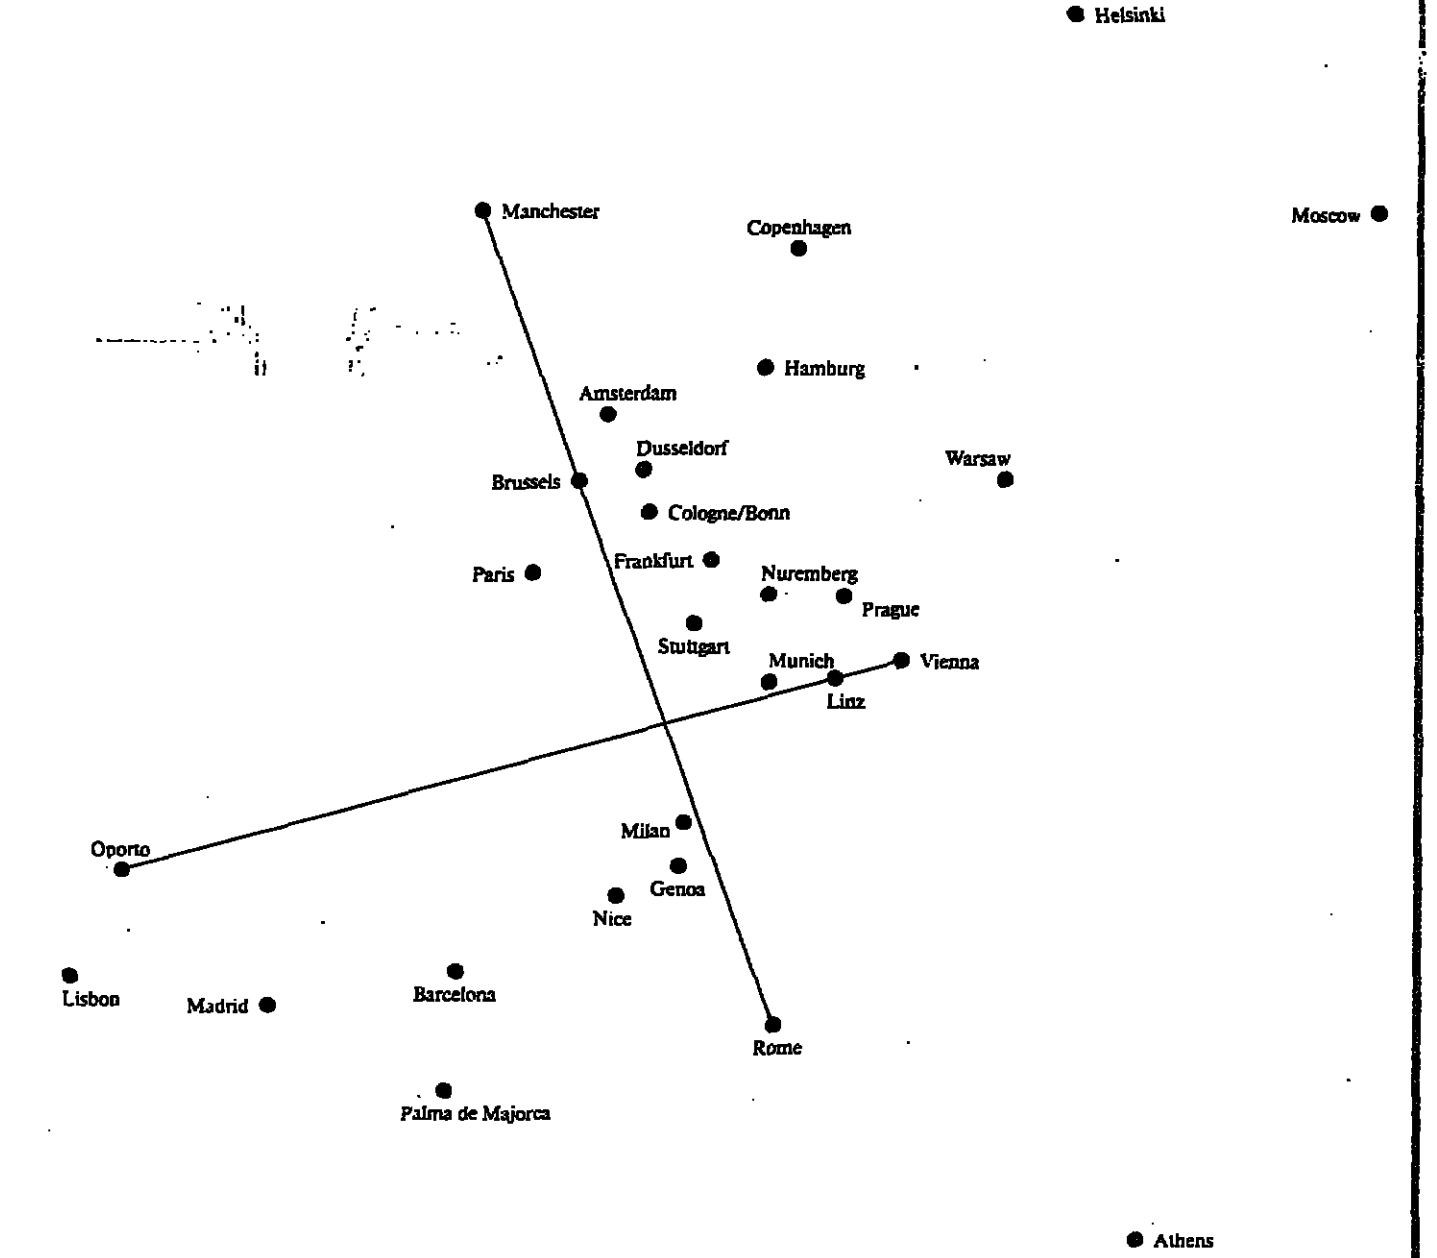 Helsinki
Manchester
Copenhagen
Moscow
Hamburg
Amsterdam
Dusseldorf
Warsaw
Brussels
Cologne/Bonn
Frankfurt
Paris
Nuremberg
Prague
Stuttgart
Munich
Vienna
Linz
Milan
Oporto
Genoa
Nice
Lisbon
Barcelona
Madrid
Rome
Palma de Majorca
Athens